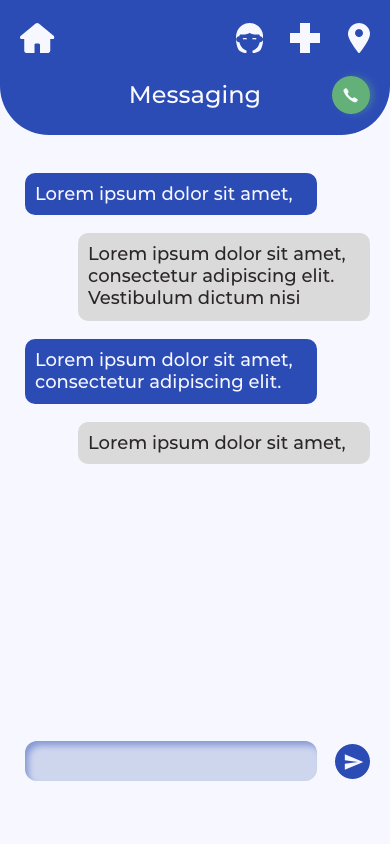 Messaging
Lorem ipsum dolor sit amet,
Lorem ipsum dolor sit amet,
consectetur adipiscing elit.
Vestibulum dictum nisi
Lorem ipsum dolor sit amet,
consectetur adipiscing elit.
Lorem ipsum dolor sit amet,